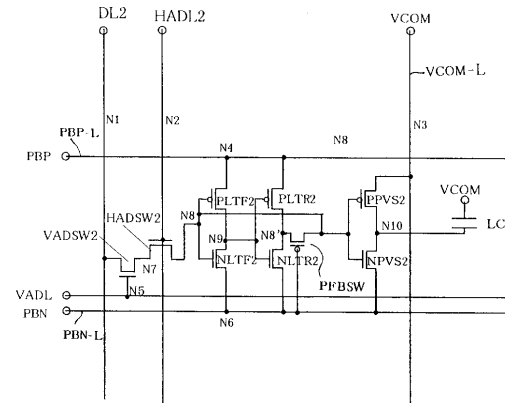 DL2
HADL2
VCOM
VCOM-L
N1
N2
N3
PBP-L
N4
N8
PBP
PLTF2
PLTR2
PPVS2
VCOM
LC
HADSW2
N8
VADSW2
N9
N8'
N10
N7
NLTF2
NLTR2
NPVS2
N5
PFBSW
VADL
PBN
N6
PBN-L